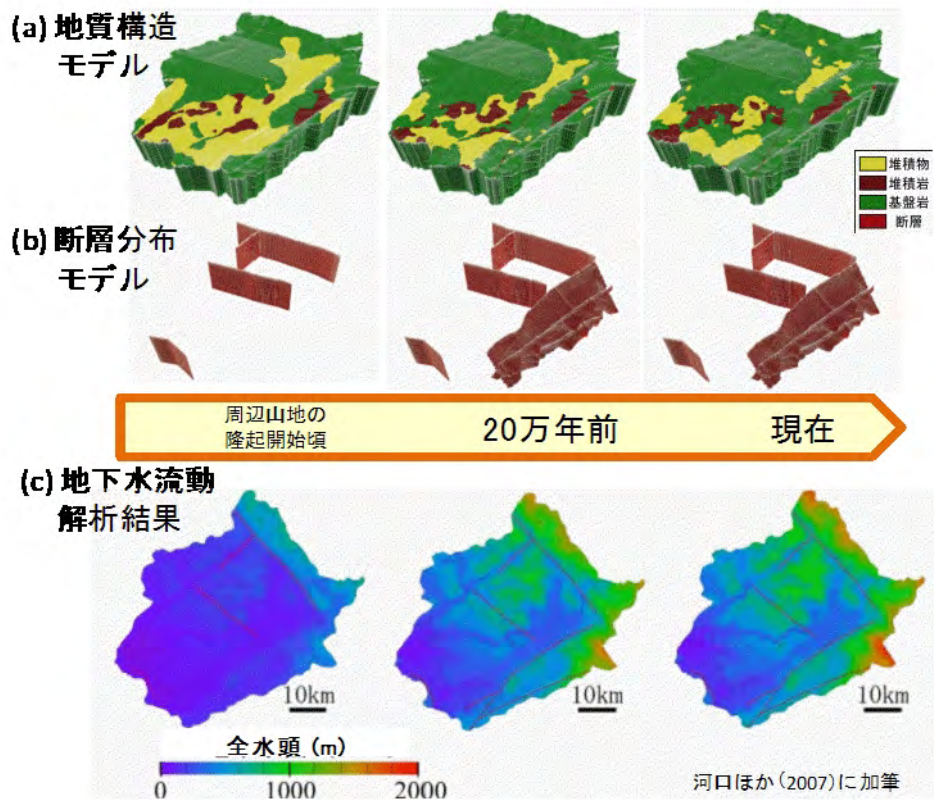 (a) 地質構造
モデル
堆積物
堆積岩
基盤岩
断層
(b) 断層分布
モデル
周辺山地の
隆起開始頃
20万年前
現在
(c) 地下水流動
解析結果
10km
10km
10km
全水頭 (m)
0
1000
2000
河口ほか(2007)に加筆